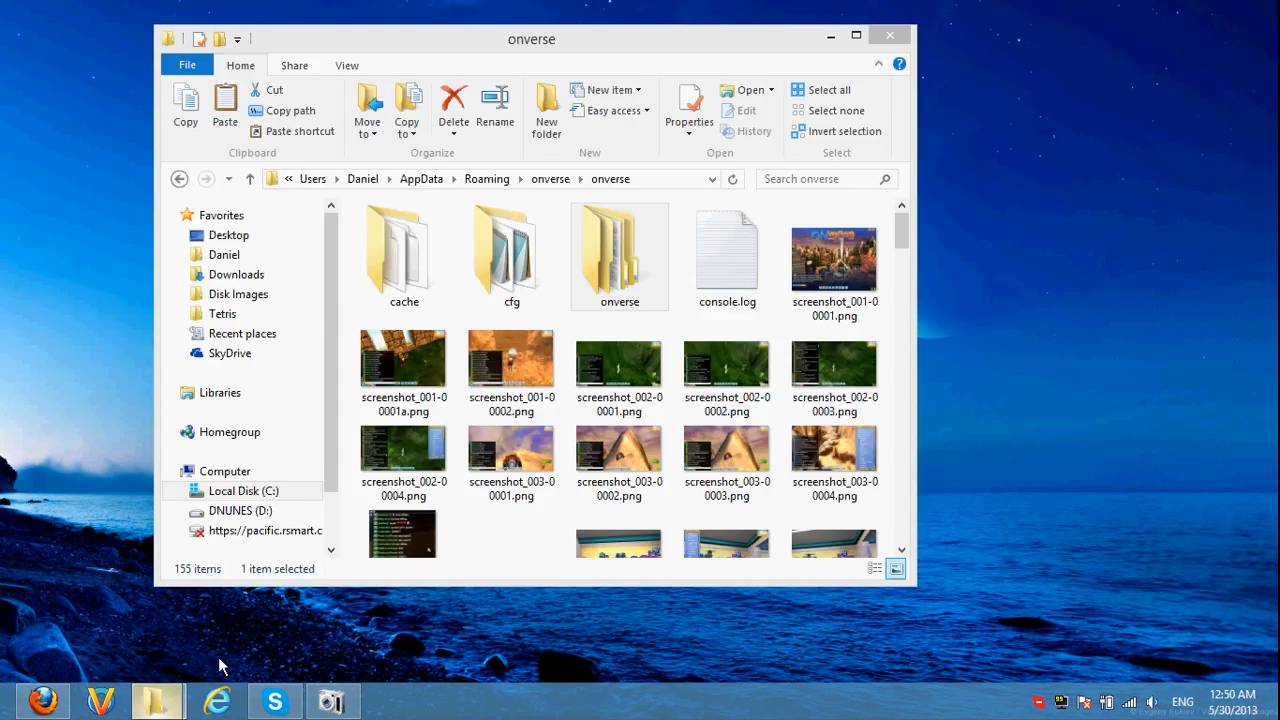 onverse
File Home Share View
Copy
Paste
Cut
Copy path
Paste shortcut
Clipboard
Move to
Copy to
Delete
Rename
Organize
New folder
New item
Easy access
New
Properties
Open
Edit
History
Open
Select all
Select none
Invert selection
Select
« Users Daniel AppData Roaming onverse onverse
Search onverse
Favorites
Desktop
Daniel
Downloads
Disk Images
Tetris
Recent places
SkyDrive
Libraries
Homegroup
Computer
Local Disk (C:)
DNUNES (D:)
https://pacific.rsmart.c
cache
cfg
onverse
console.log
screenshot_001-0
0001.png
screenshot_001-0
0001a.png
screenshot_001-0
0002.png
screenshot_002-0
0001.png
screenshot_002-0
0002.png
screenshot_002-0
0003.png
screenshot_002-0
0004.png
screenshot_003-0
0001.png
screenshot_003-0
0002.png
screenshot_003-0
0003.png
screenshot_003-0
0004.png
155 items 1 item selected
ENG
12:50 AM
5/30/2013